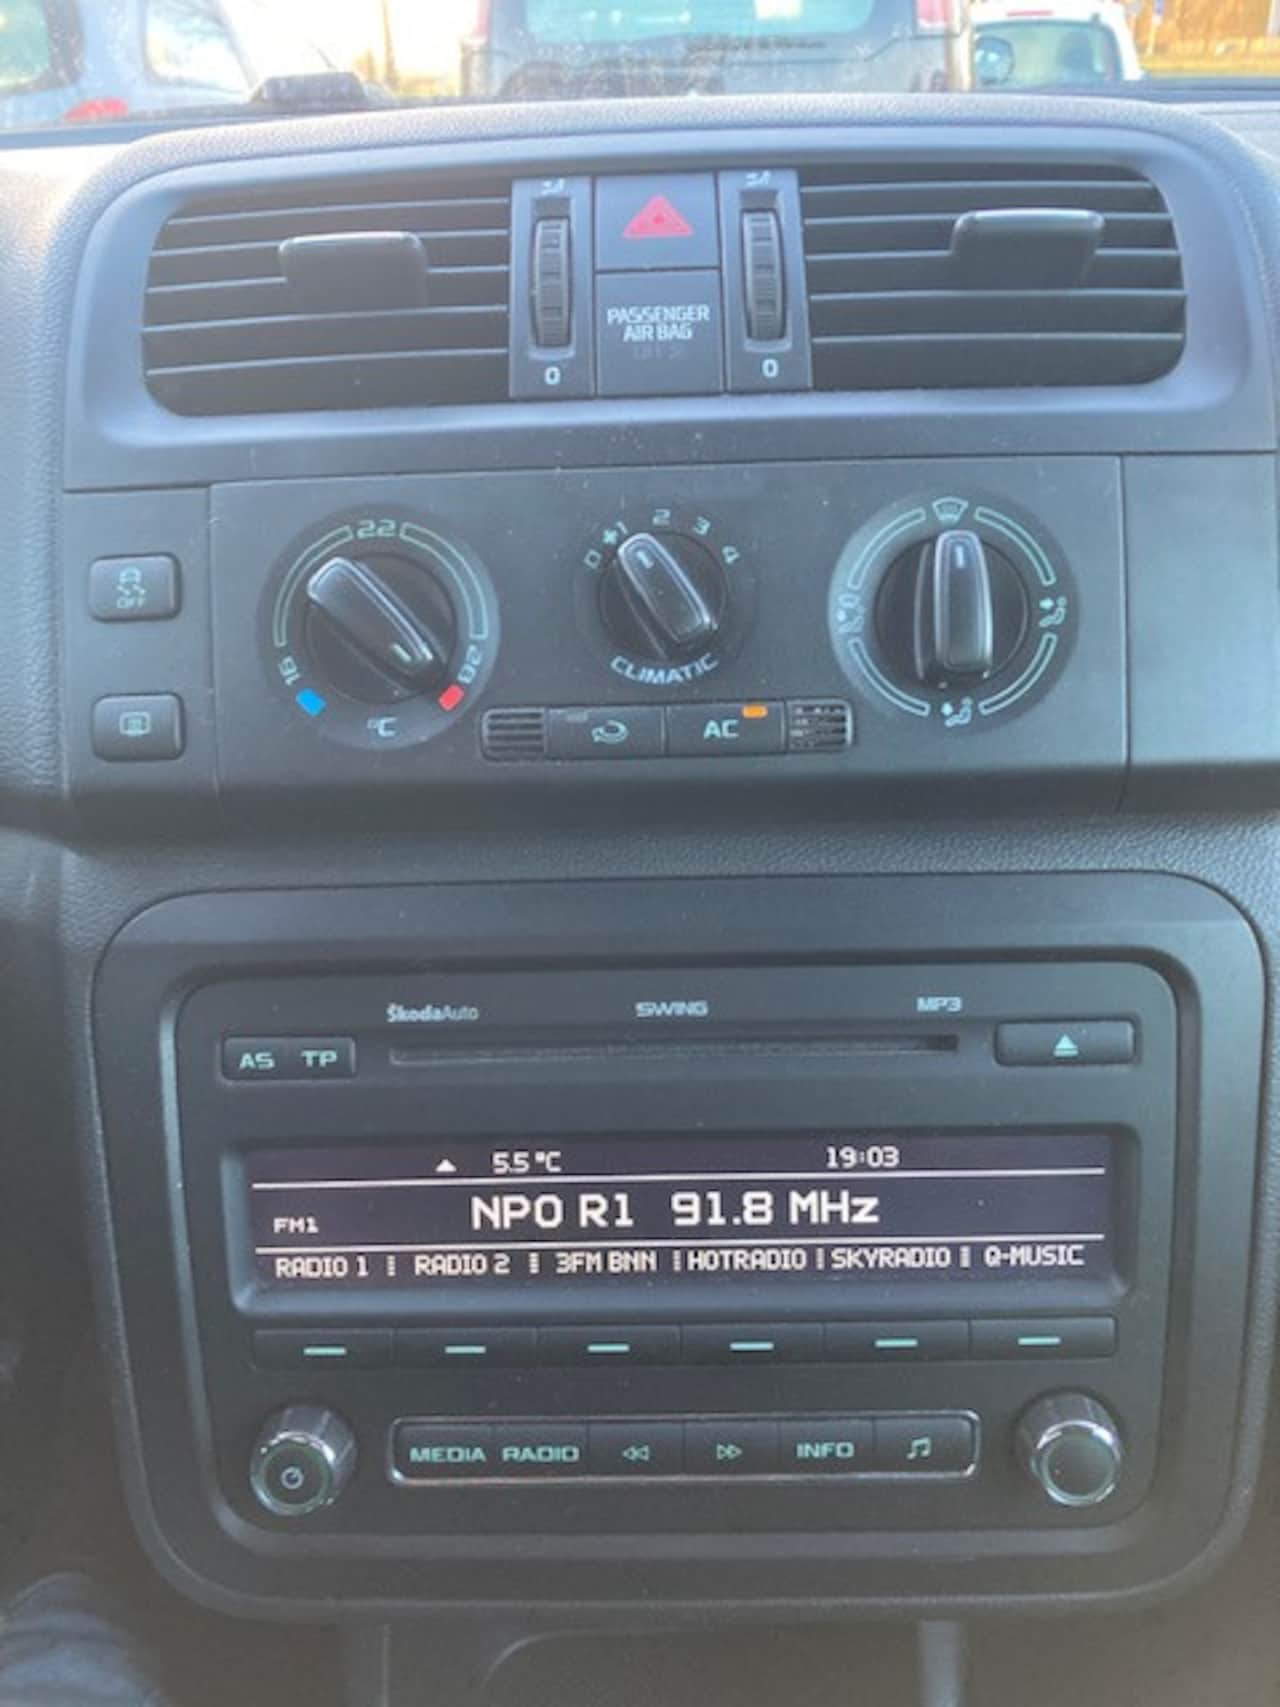 PASSENGER
AIR BAG
0
0
OFF
22
16
28
°C
0 1 2 3 4
CLIMATIC
AC
ŠkodaAuto SWING MP3
AS TP
5.5 °C 19:03
FM1 NPO R1 91.8 MHz
RADIO 1 RADIO 2 3FM BNN HOTRADIO SKYRADIO Q-MUSIC
MEDIA RADIO INFO